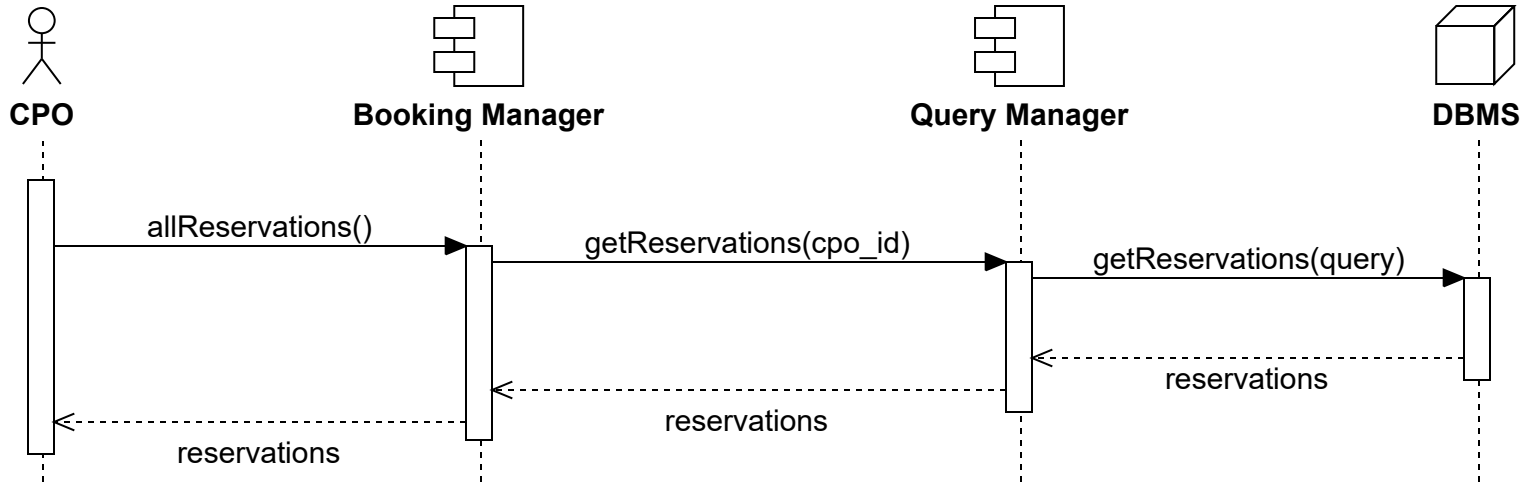 CPO
Booking Manager
Query Manager
DBMS
allReservations()
getReservations(cpo_id)
getReservations(query)
reservations
reservations
reservations